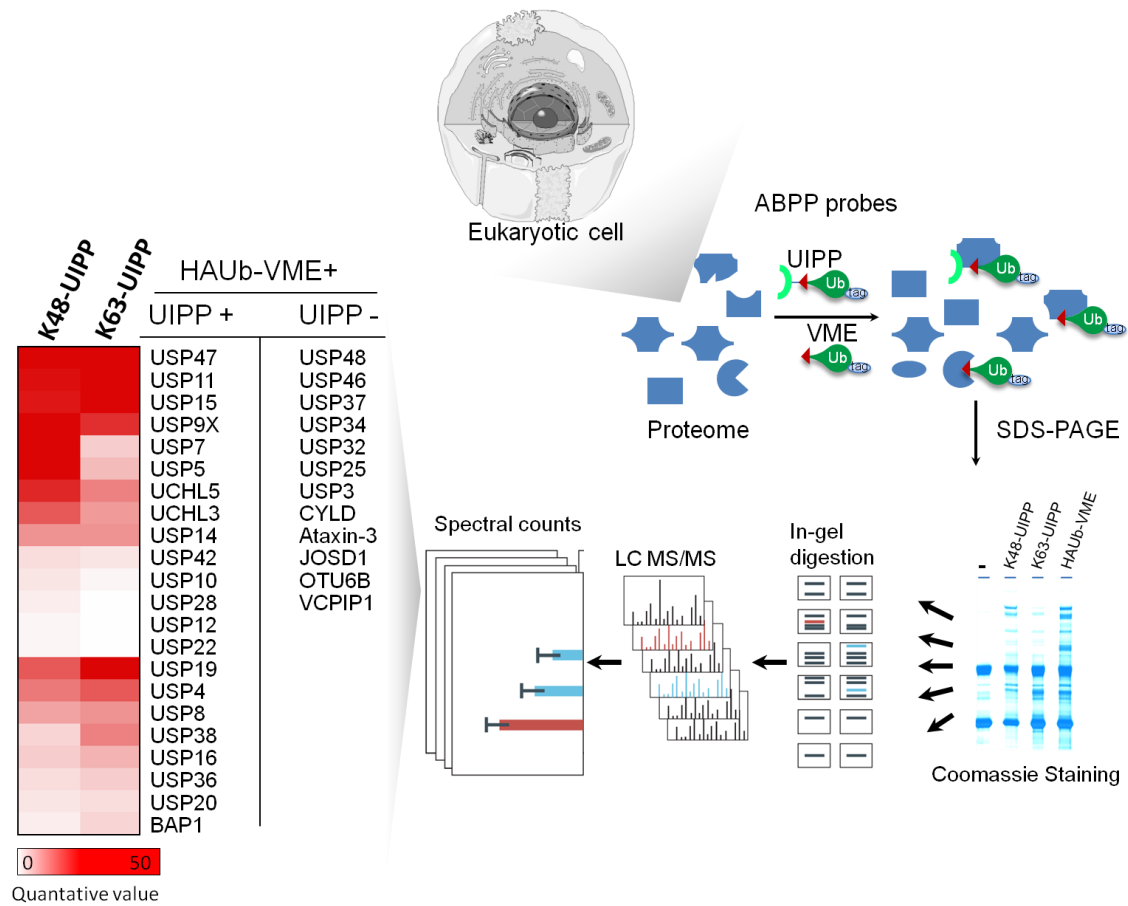 Eukaryotic cell
ABPP probes
UIPP
Ub
tag
VME
Ub
tag
Proteome
Ub
tag
Ub
tag
Ub
tag
SDS-PAGE
-
K48-UIPP
K63-UIPP
HAUb-VME
Coomassie Staining
In-gel
digestion
LC MS/MS
Spectral counts
K48-UIPP
K63-UIPP
HAUb-VME+
UIPP +
UIPP -
USP47
USP48
USP11
USP46
USP15
USP37
USP9X
USP34
USP7
USP32
USP5
USP25
UCHL5
USP3
UCHL3
CYLD
USP14
Ataxin-3
USP42
JOSD1
USP10
OTU6B
USP28
VCPIP1
USP12
USP22
USP19
USP4
USP8
USP38
USP16
USP36
USP20
BAP1
0
50
Quantative value